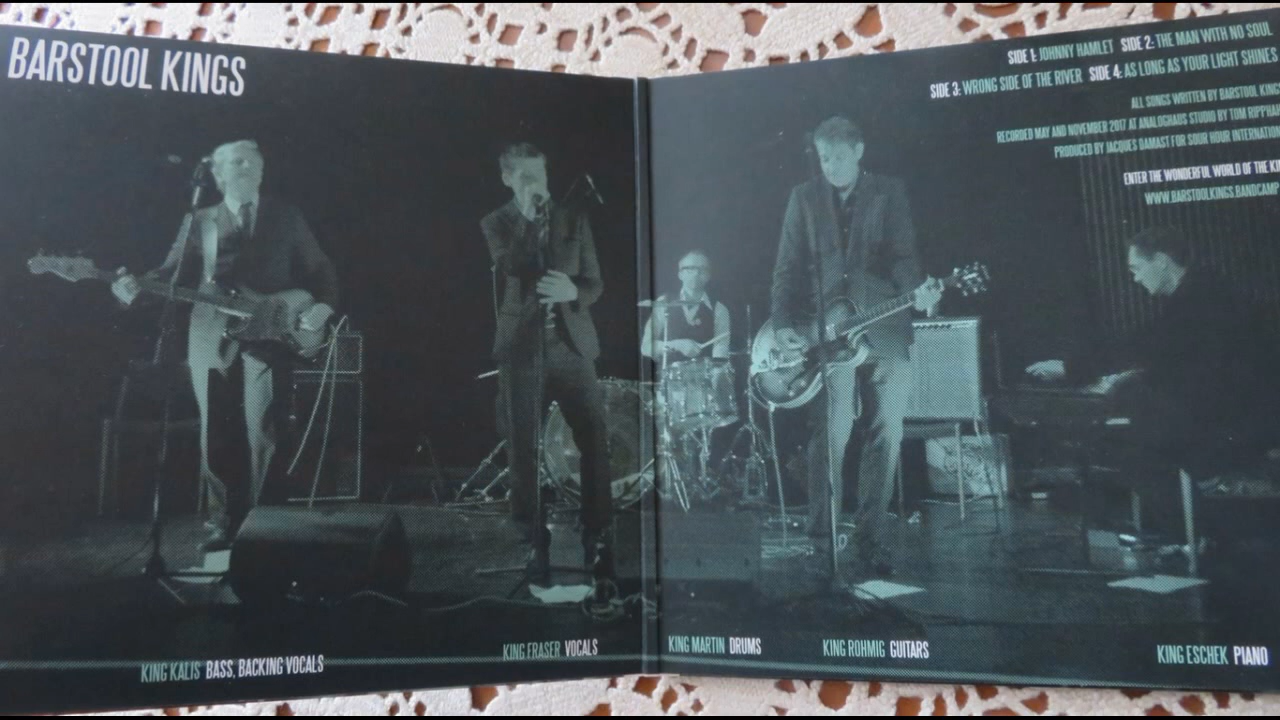 BARSTOOL KINGS
SIDE 1: JOHNNY HAMLET SIDE 2: THE MAN WITH NO SOUL
SIDE 3: WRONG SIDE OF THE RIVER SIDE 4: AS LONG AS YOUR LIGHT SHINES
ALL SONGS WRITTEN BY BARSTOOL KINGS
RECORDED MAY AND NOVEMBER 2017 AT ANALOGHAUS STUDIO BY TOM
PRODUCED BY JACQUES DAMAST FOR SOUR HOUR INTERNATION
ENTER THE WONDERFUL WORLD OF THE KIN
WWW.BARSTOOLKINGS.BANDCAMP
KING KALIS BASS, BACKING VOCALS
KING FRASER VOCALS
KING MARTIN DRUMS
KING ROHMIG GUITARS
KING ESCHEK PIANO